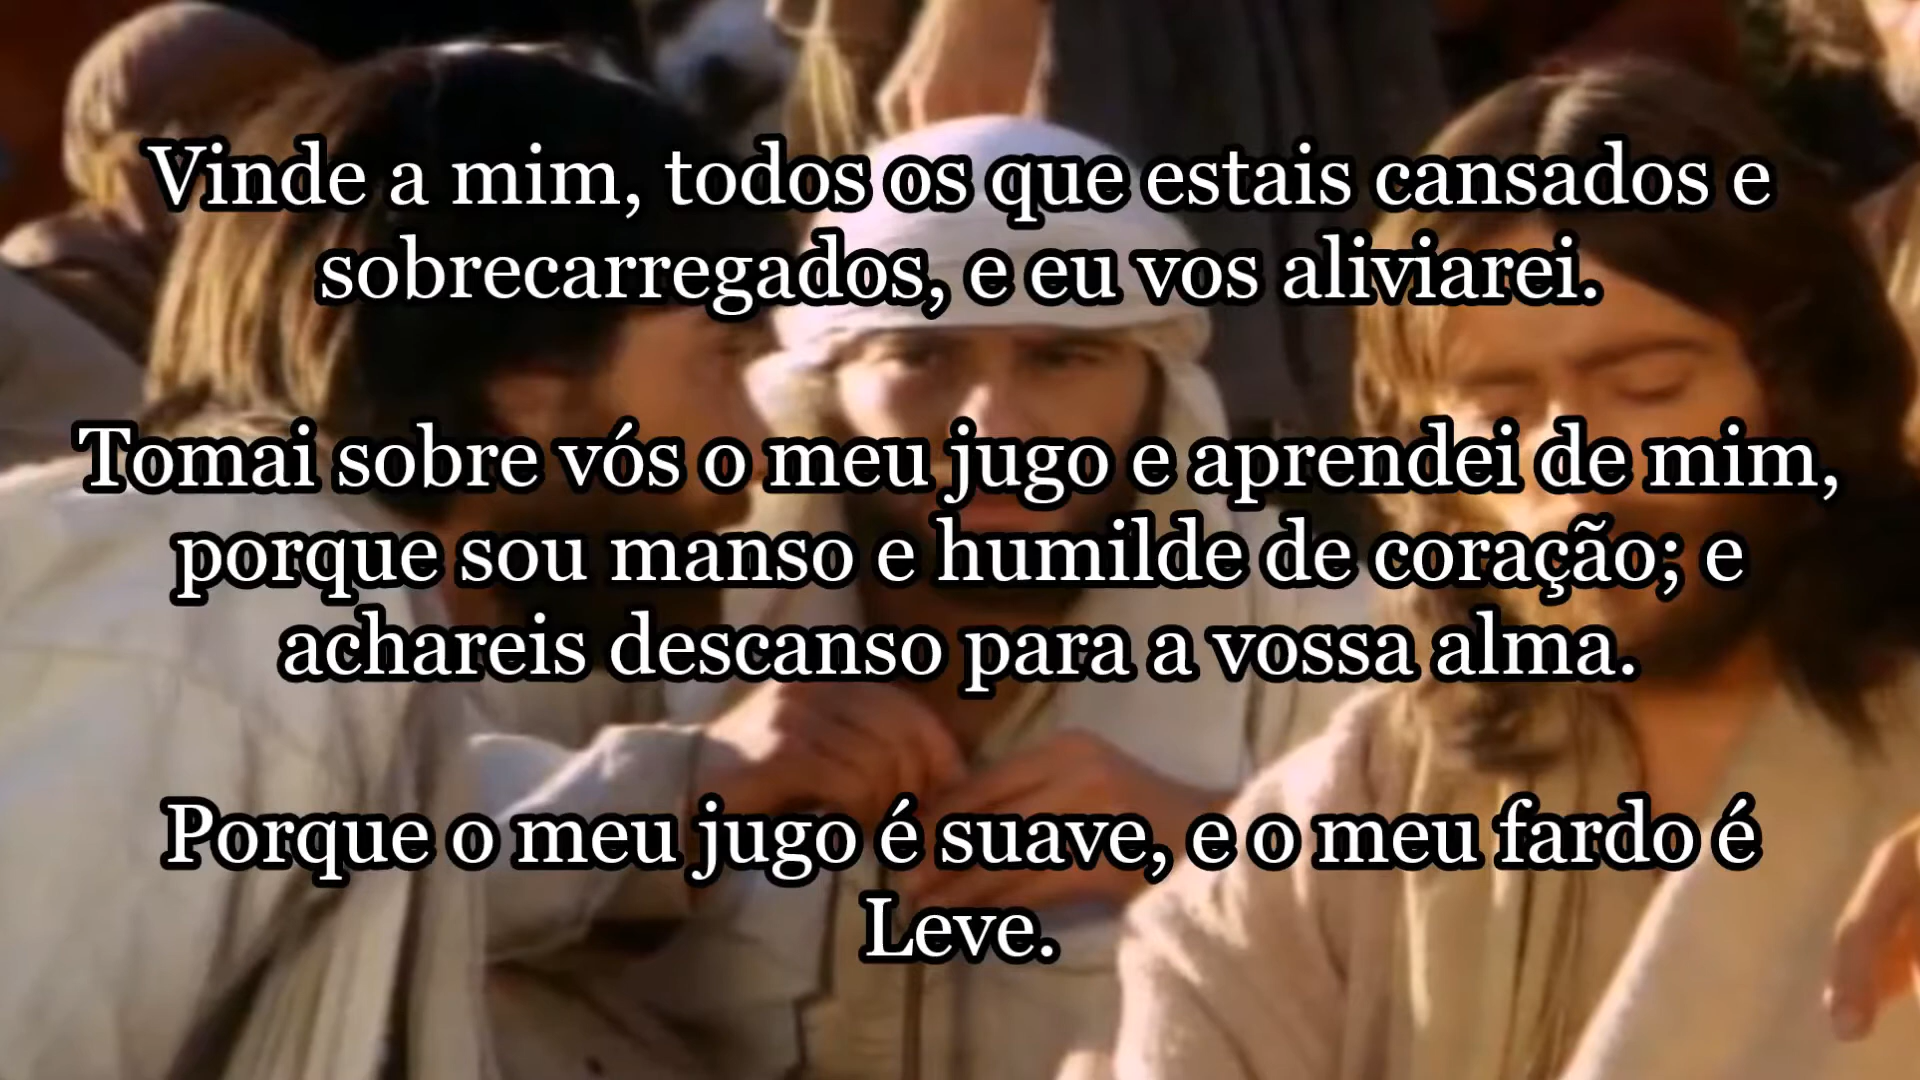 Vinde a mim, todos os que estais cansados e
sobrecarregados, e eu vos aliviarei.
Tomai sobre vós o meu jugo e aprendei de mim,
porque sou manso e humilde de coração; e
achareis descanso para a vossa alma.
Porque o meu jugo é suave, e o meu fardo é
Leve.